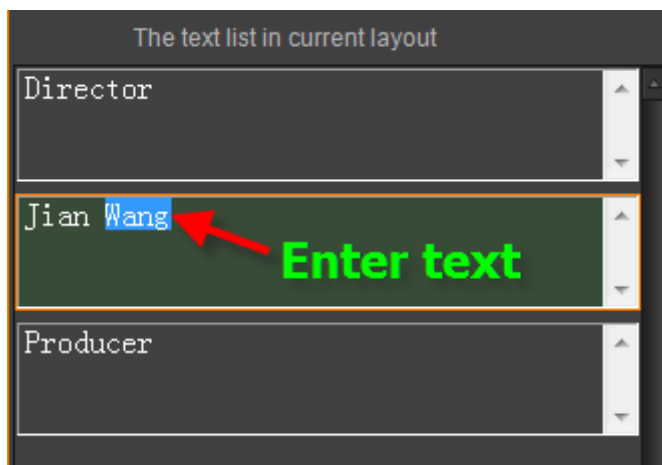 The text list in current layout
Director
Jian Wang
Enter text
Producer